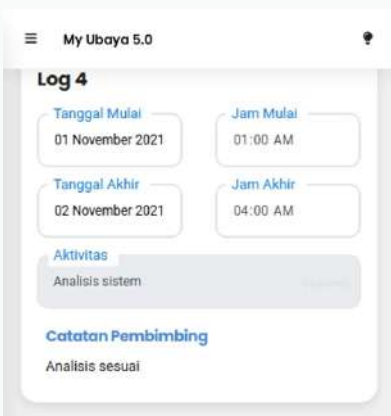 My Ubaya 5.0
Log 4
Tanggal Mulai
Jam Mulai
01 November 2021
01:00 AM
Tanggal Akhir
Jam Akhir
02 November 2021
04:00 AM
Aktivitas
Analisis sistem
Catatan Pembimbing
Analisis sesuai